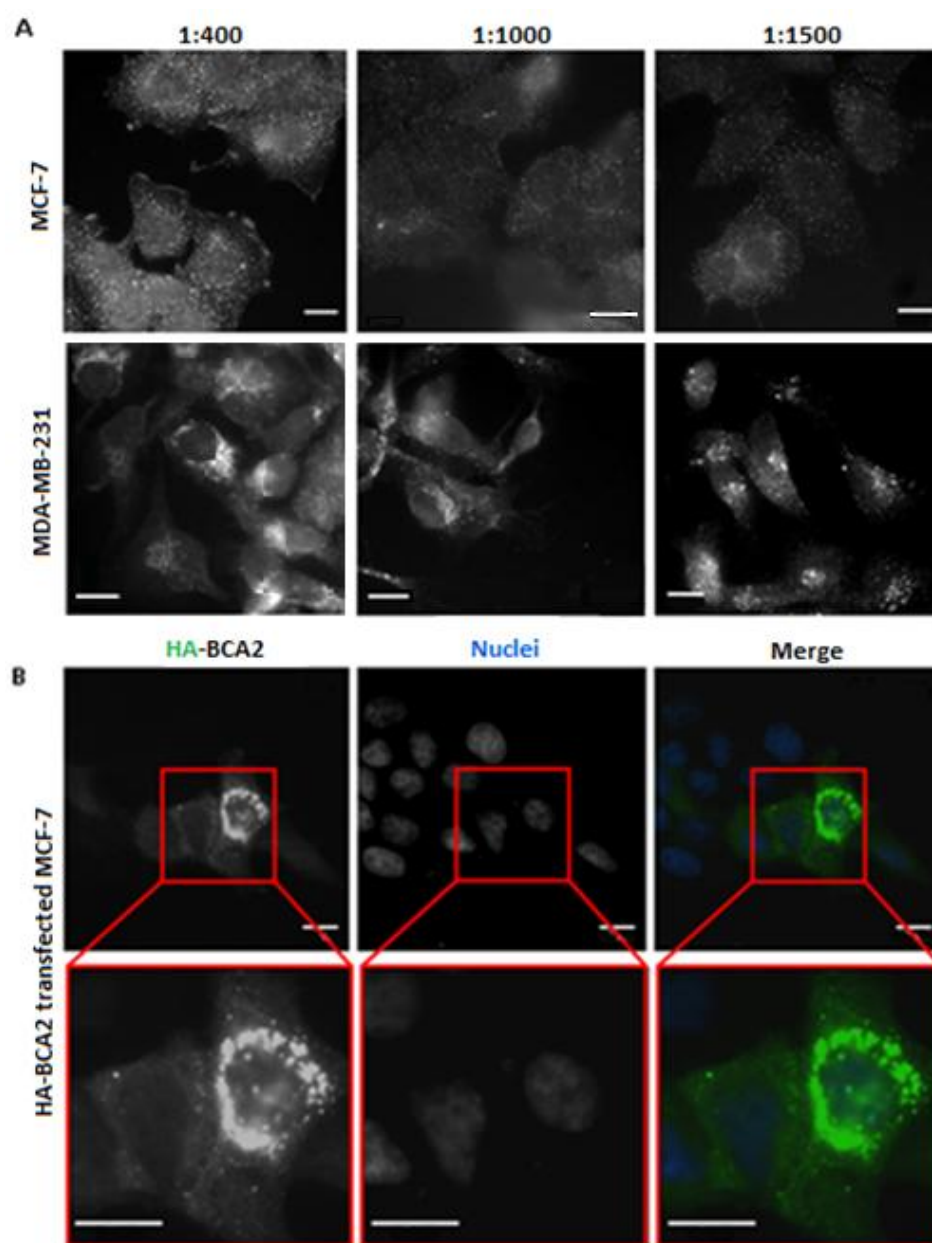 A
1:400 1:1000 1:1500
MCF-7
MDA-MB-231
HA-BCA2 Nuclei Merge
B
HA-BCA2 transfected MCF-7